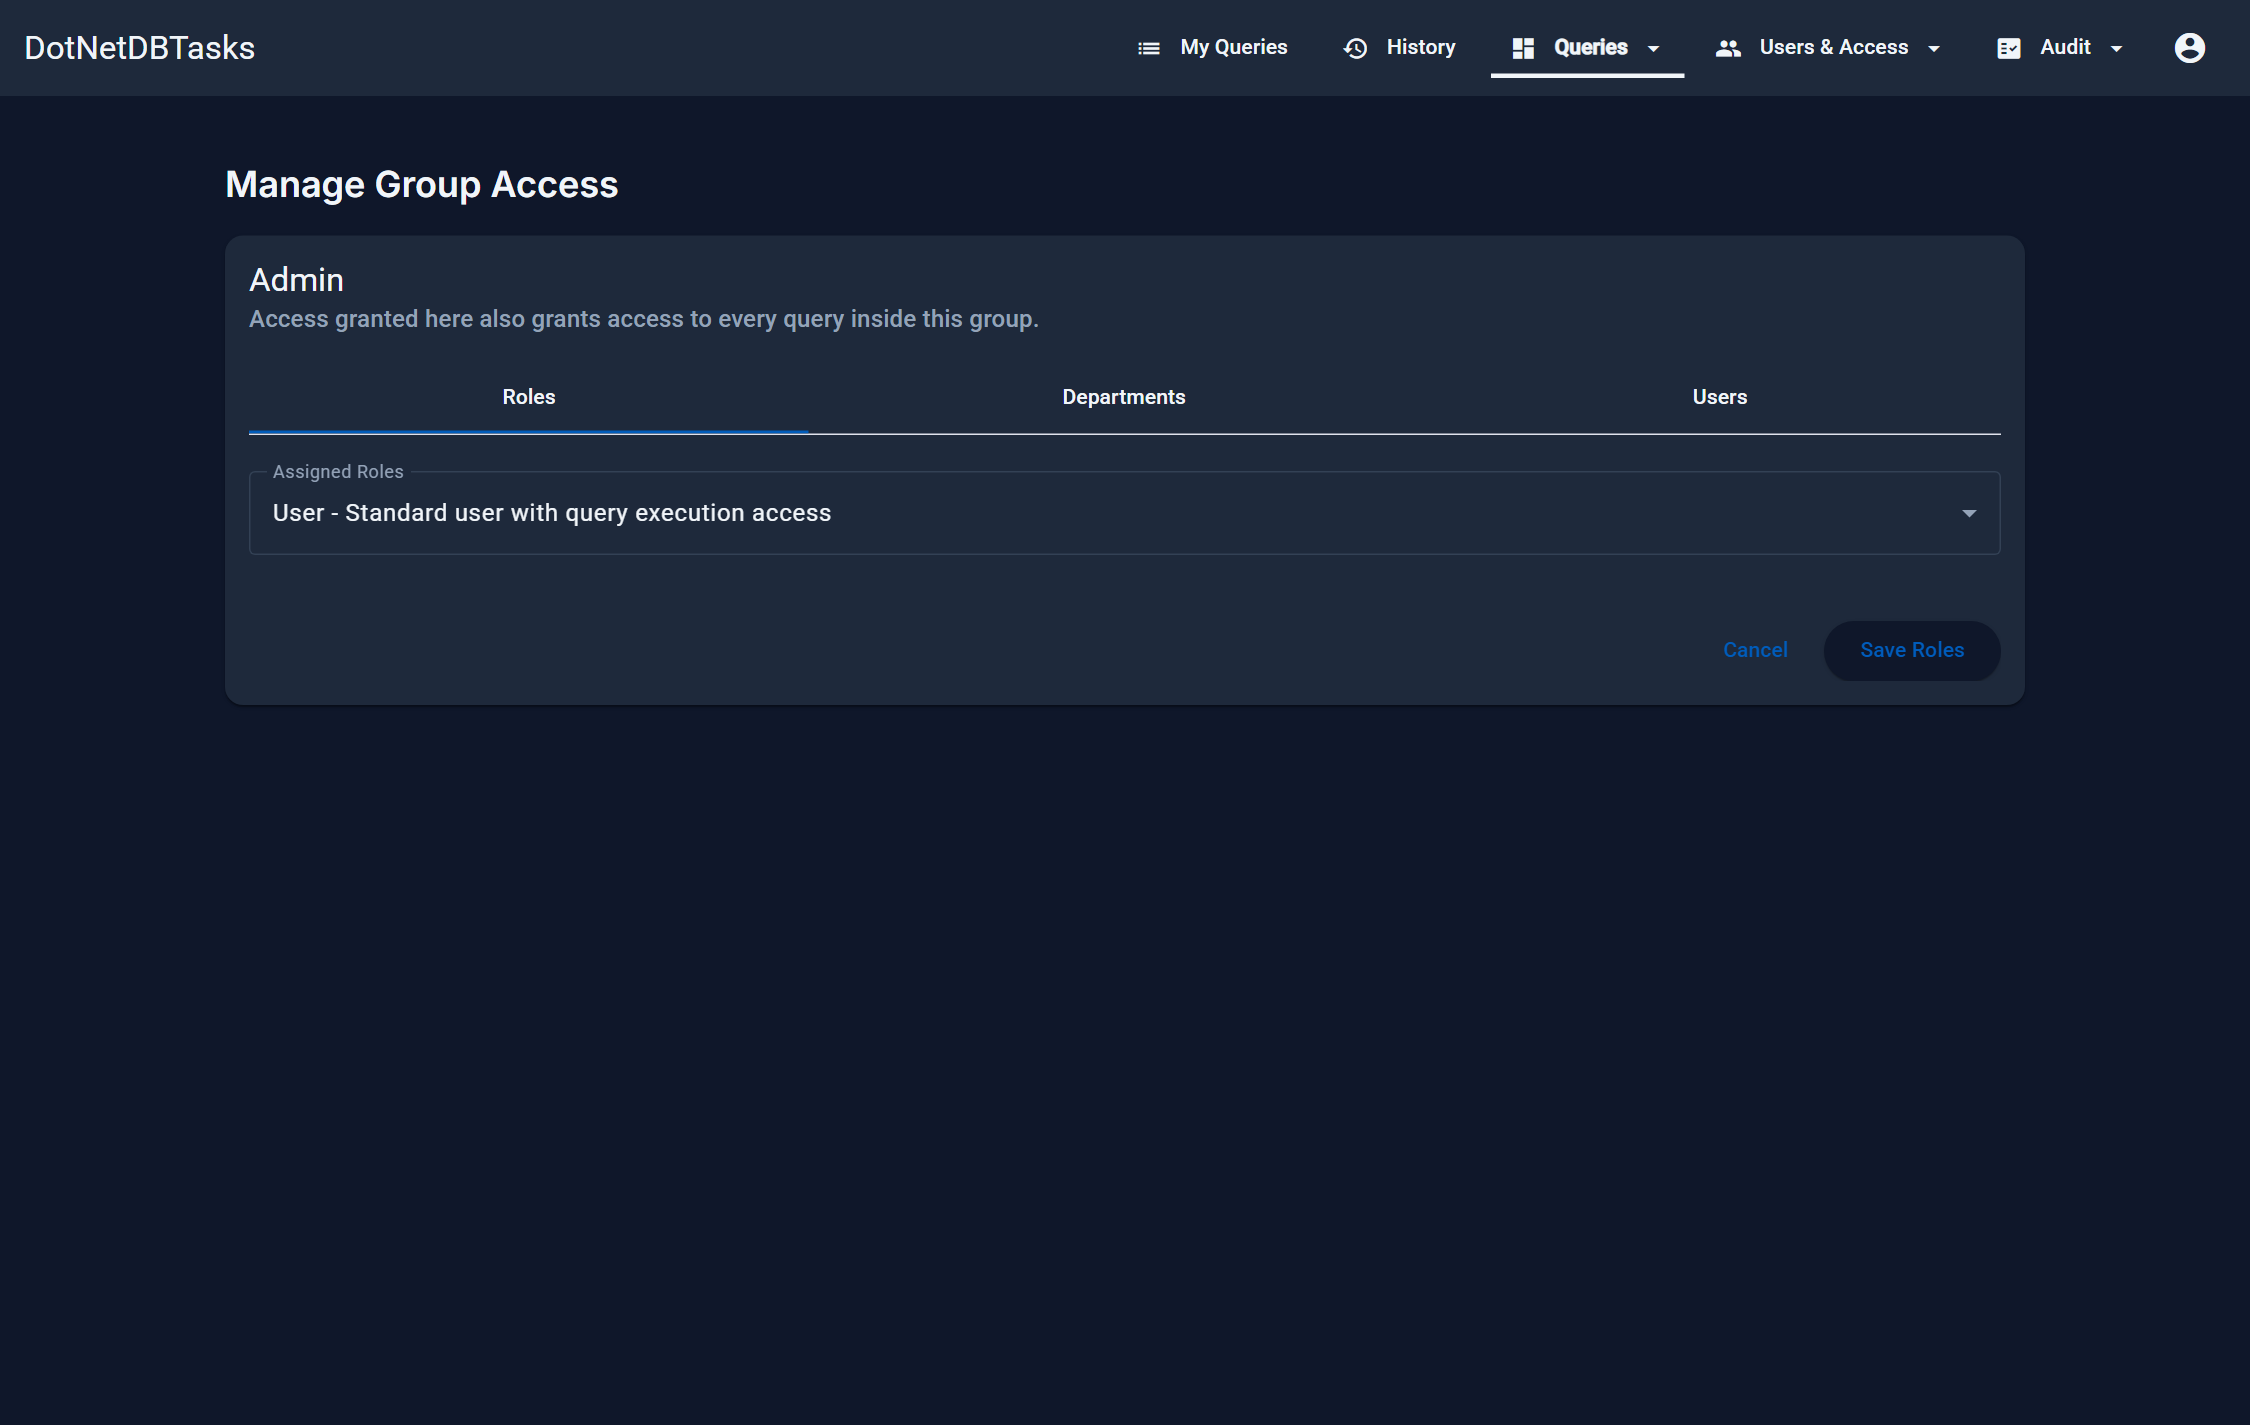 DotNetDBTasks My Queries History Queries Users & Access Audit
Manage Group Access
Admin
Access granted here also grants access to every query inside this group.
Roles Departments Users
Assigned Roles
User - Standard user with query execution access
Cancel Save Roles